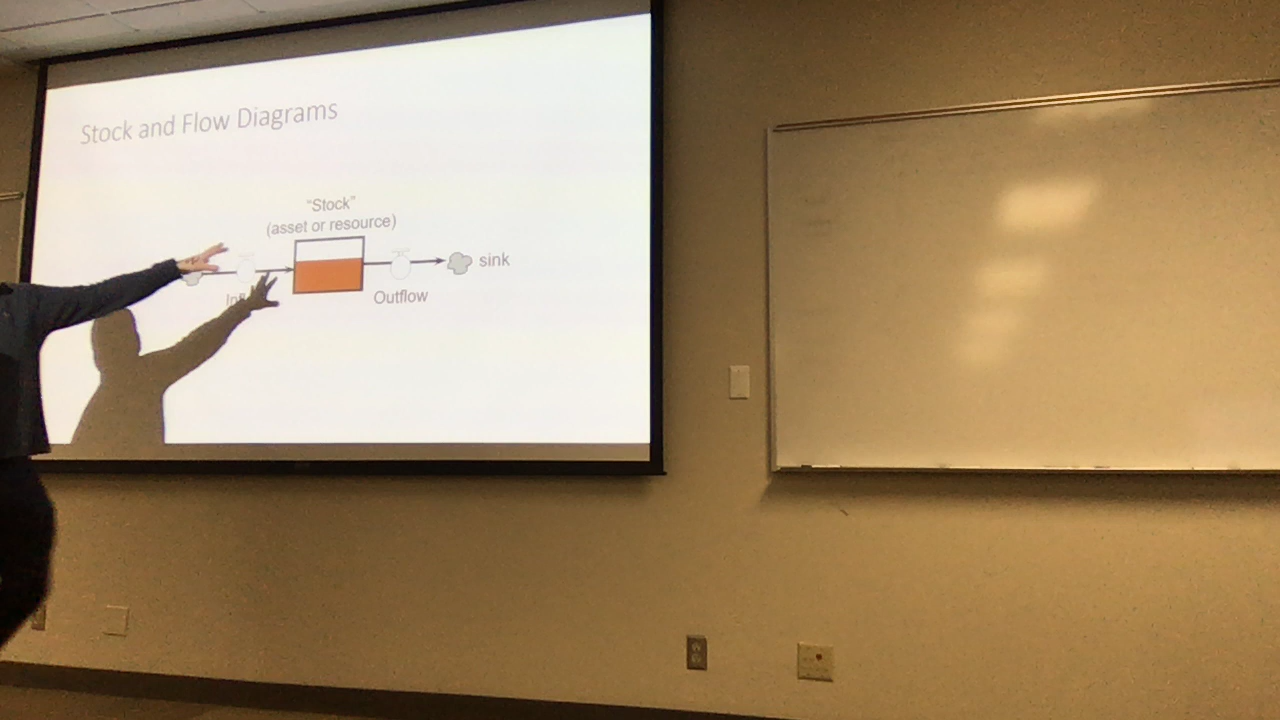 Stock and Flow Diagrams
"Stock"
(asset or resource)
sink
Outflow